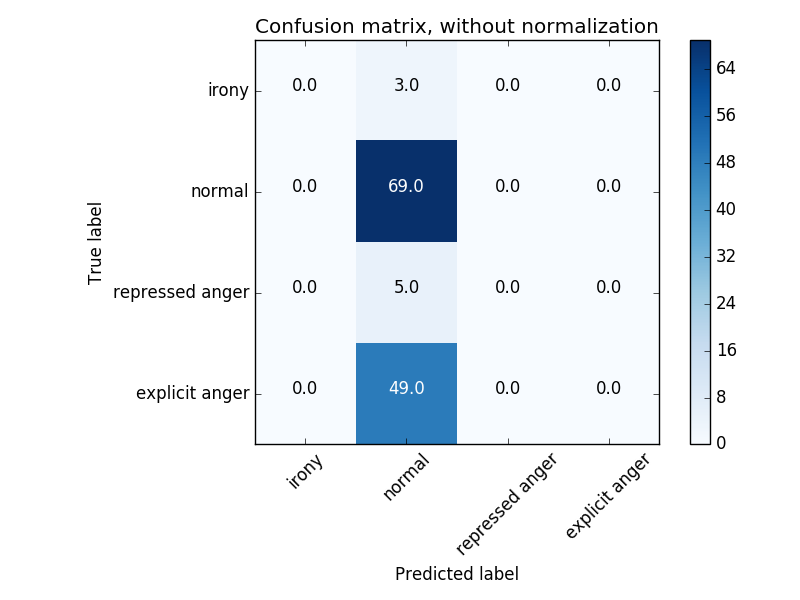 Confusion matrix, without normalization
True label
irony 0.0 3.0 0.0 0.0
normal 0.0 69.0 0.0 0.0
repressed anger 0.0 5.0 0.0 0.0
explicit anger 0.0 49.0 0.0 0.0
irony normal repressed anger explicit anger
Predicted label
64
56
48
40
32
24
16
8
0